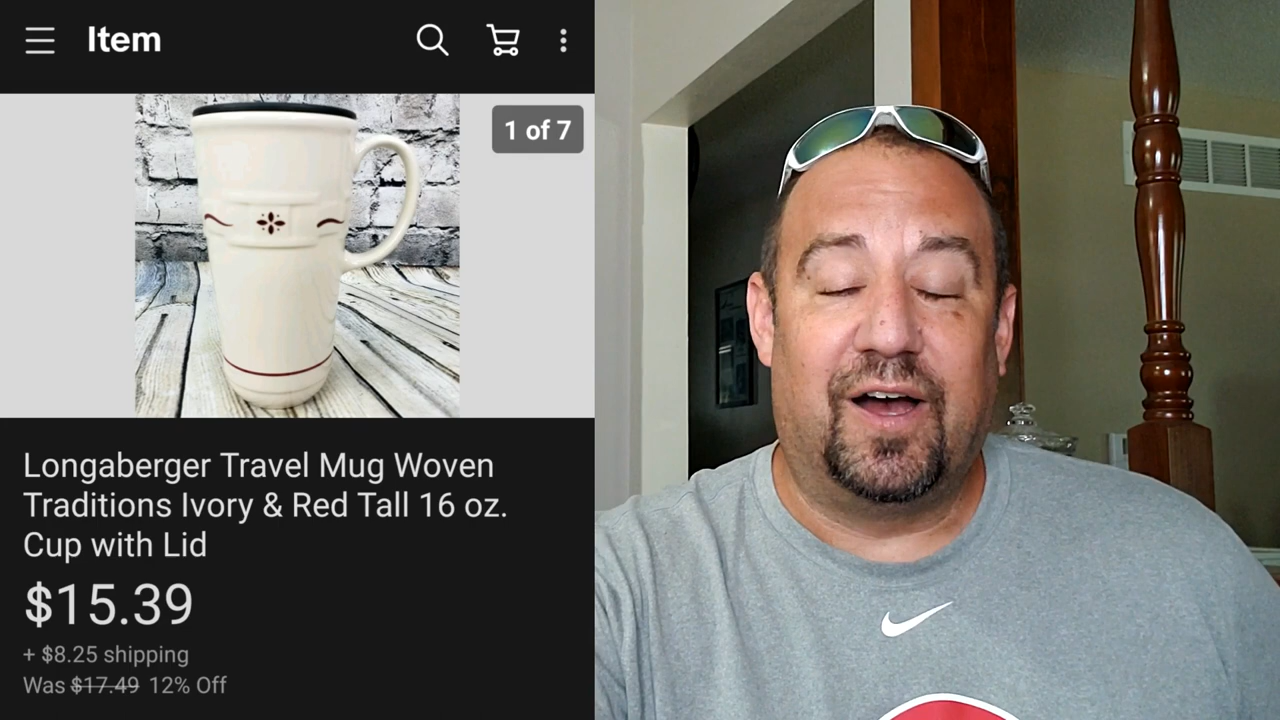 Item
1 of 7
Longaberger Travel Mug Woven
Traditions Ivory & Red Tall 16 oz.
Cup with Lid
$15.39
+ $8.25 shipping
Was $17.49 12% Off